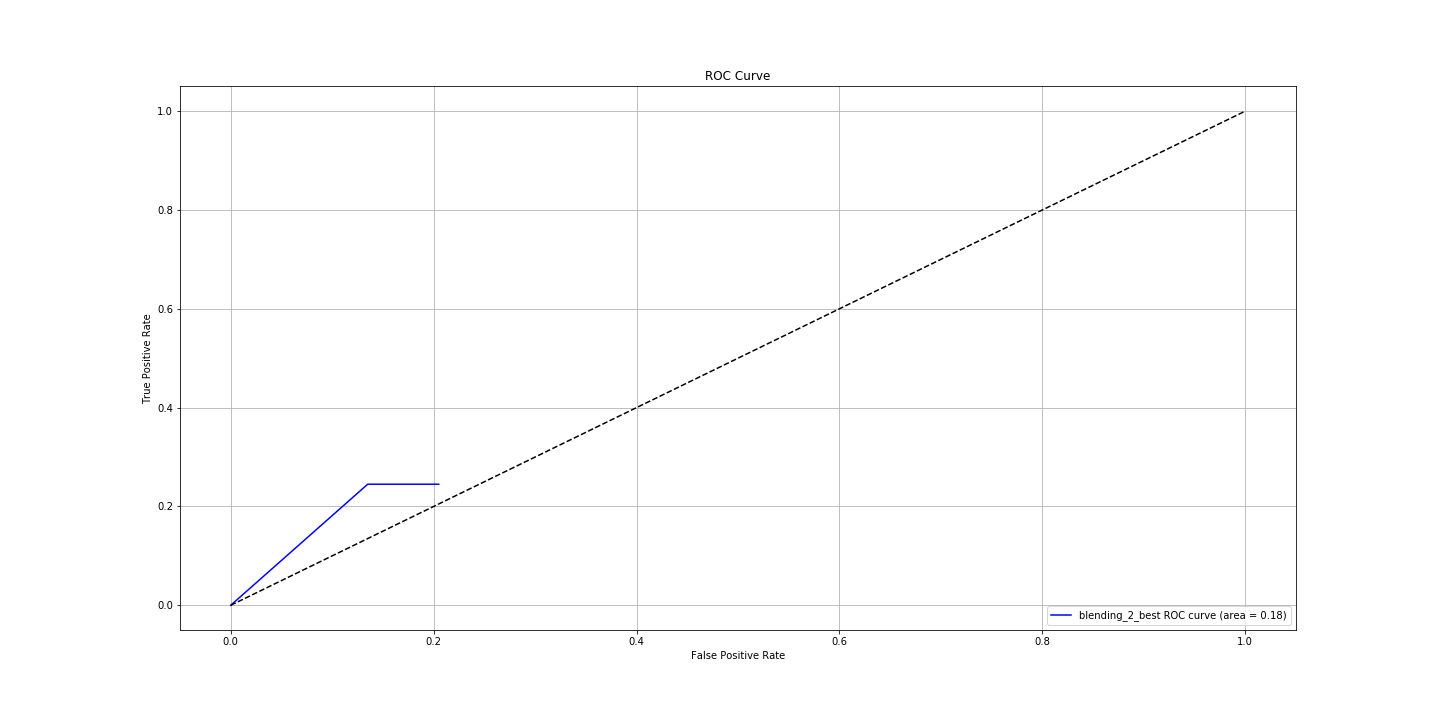 ROC Curve
1.0
0.8
0.6
0.4
0.2
0.0
True Positive Rate
0.0 0.2 0.4 0.6 0.8 1.0
False Positive Rate
blending_2_best ROC curve (area = 0.18)